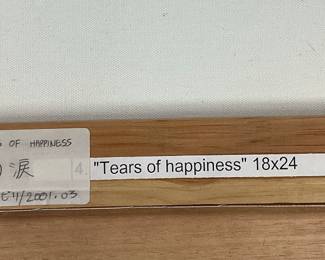 OF HAPPINESS
涙
4. "Tears of happiness" 18x24
/2001.03